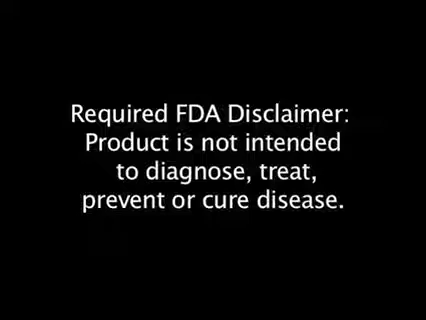 Required FDA Disclaimer:
Product is not intended
to diagnose, treat,
prevent or cure disease.